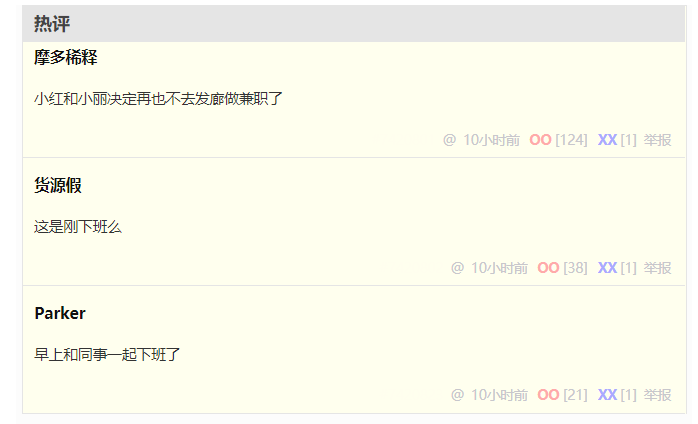 热评
摩多稀释
小红和小丽决定再也不去发廊做兼职了
@ 10小时前 OO [124] XX [1] 举报
货源假
这是刚下班么
@ 10小时前 OO [38] XX [1] 举报
Parker
早上和同事一起下班了
@ 10小时前 OO [21] XX [1] 举报